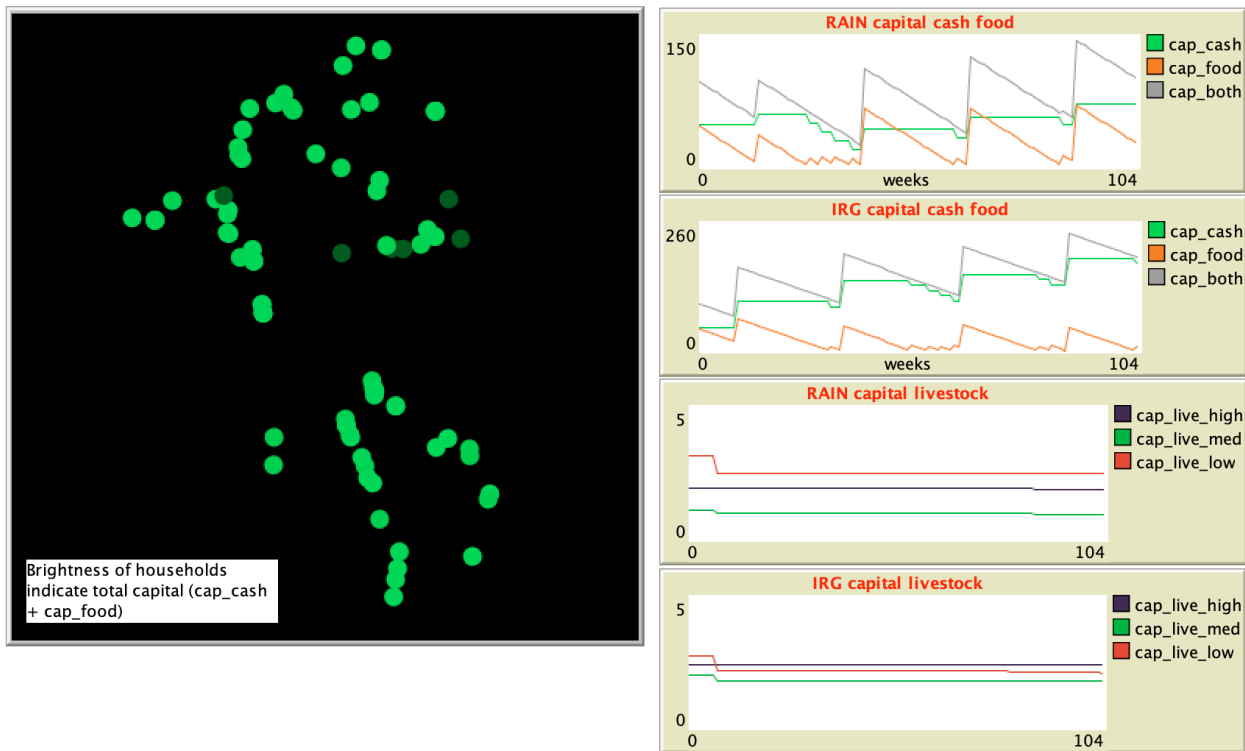 Brightness of households
indicate total capital (cap_cash
+ cap_food)
RAIN capital cash food
150
0
0
weeks
104
cap_cash
cap_food
cap_both
IRG capital cash food
260
0
0
weeks
104
cap_cash
cap_food
cap_both
RAIN capital livestock
5
0
0
104
cap_live_high
cap_live_med
cap_live_low
IRG capital livestock
5
0
0
104
cap_live_high
cap_live_med
cap_live_low